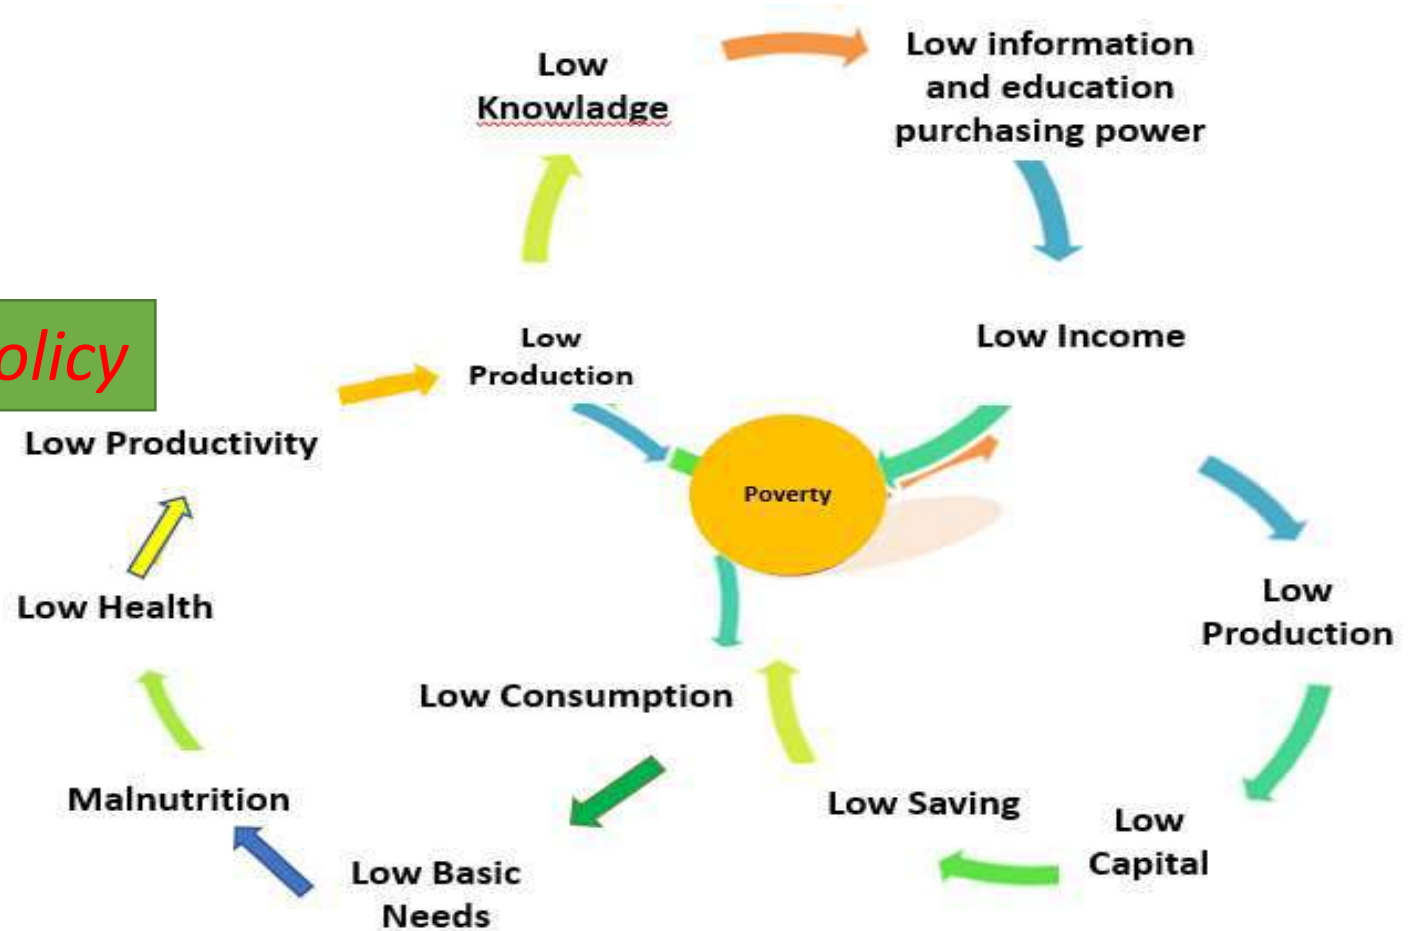 Low
Knowladge
Low information
and education
purchasing power
olicy
Low
Production
Low Income
Low Productivity
Poverty
Low Health
Low
Production
Low Consumption
Malnutrition
Low Saving
Low
Capital
Low Basic
Needs